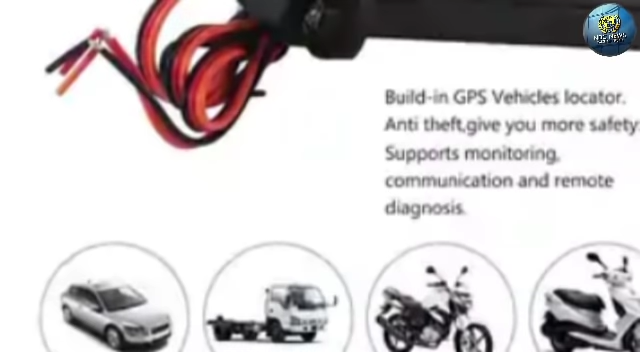 Build-in GPS Vehicles locator.
Anti theft,give you more safety
Supports monitoring,
communication and remote
diagnosis.